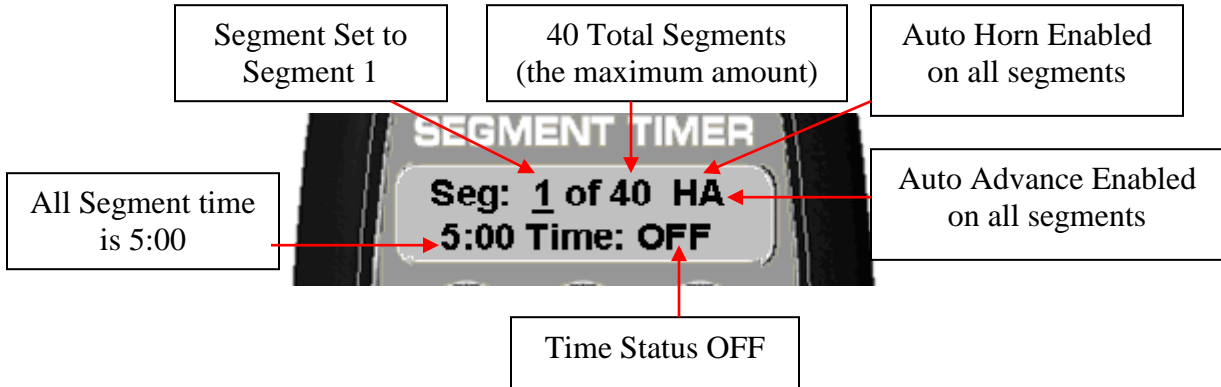 Segment Set to
Segment 1
40 Total Segments
(the maximum amount)
Auto Horn Enabled
on all segments
SEGMENT TIMER
Seg: 1 of 40 HA
5:00 Time: OFF
All Segment time
is 5:00
Auto Advance Enabled
on all segments
Time Status OFF